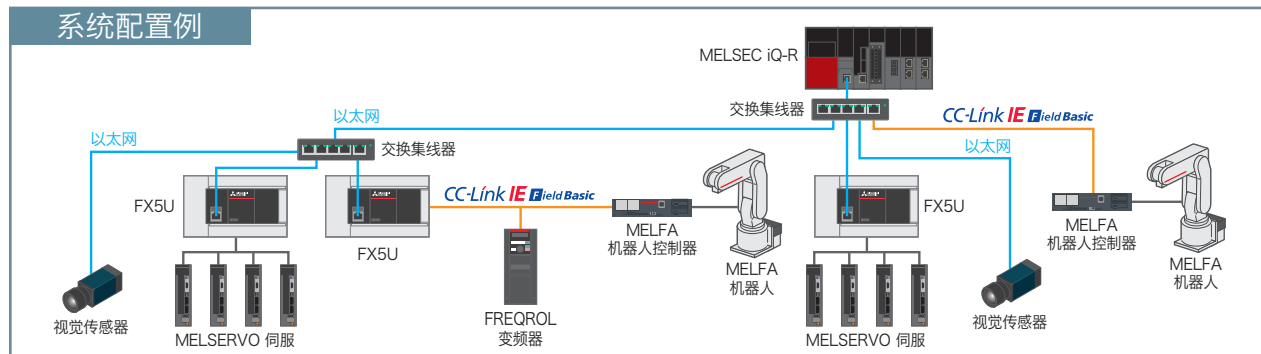 系统配置例
MELSEC iQ-R
交换集线器
以太网
CC-Link IE Field Basic
以太网
以太网
交换集线器
FX5U
FX5U
CC-Link IE Field Basic
MELFA
机器人控制器
MELFA
机器人
FREQROL
变频器
视觉传感器
MELSERVO 伺服
FX5U
MELSERVO 伺服
视觉传感器
MELFA
机器人控制器
MELFA
机器人